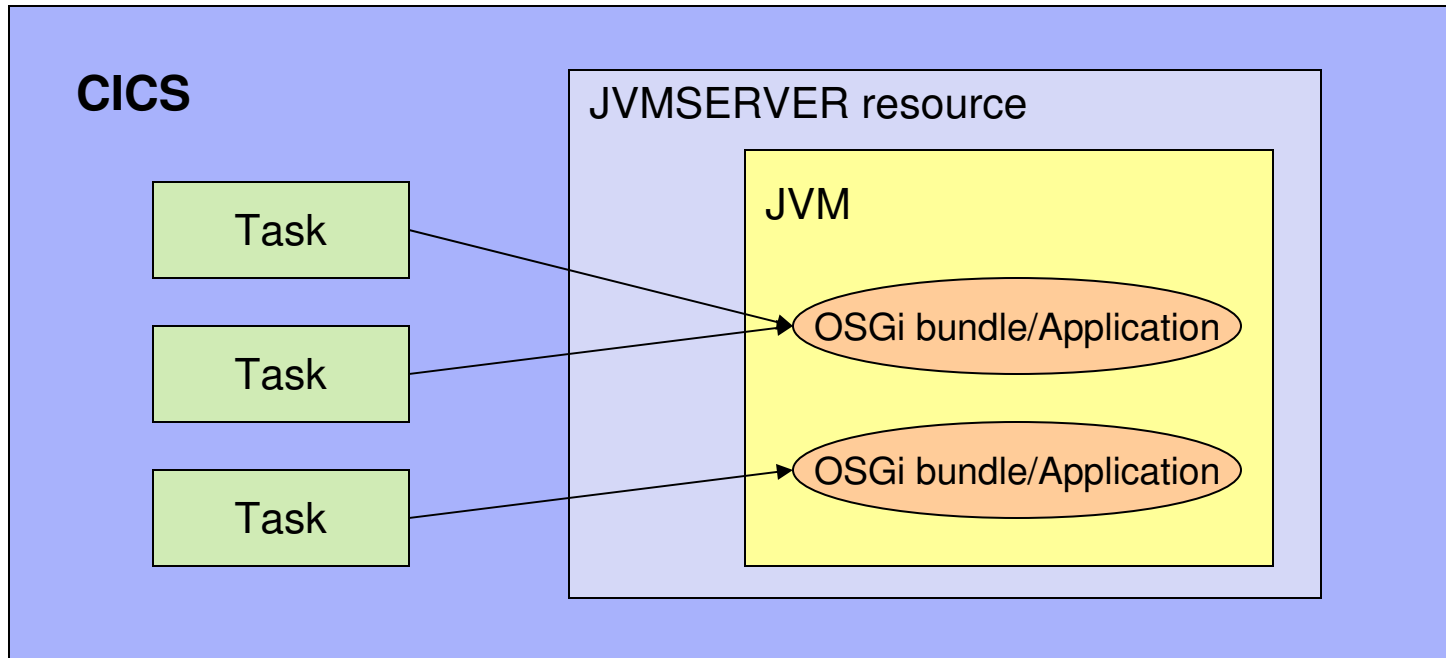 CICS
JVMSERVER resource
JVM
Task
Task
Task
OSGi bundle/Application
OSGi bundle/Application